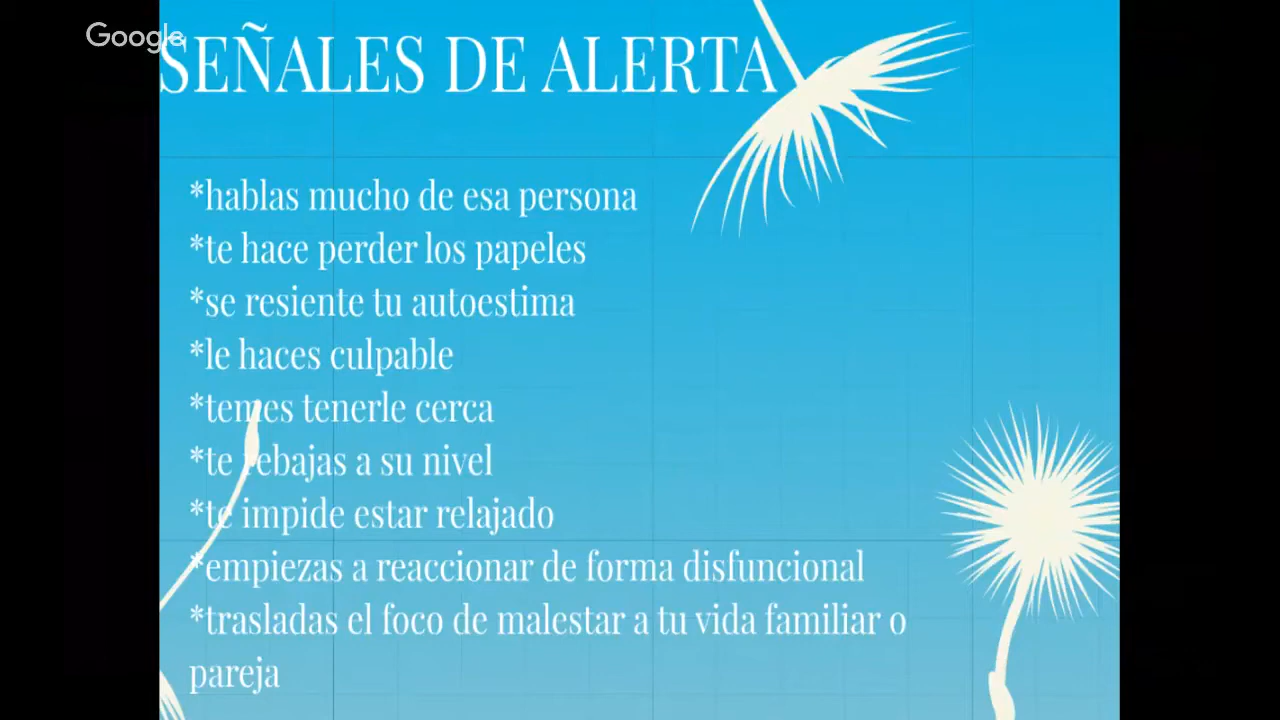 Google
SEÑALES DE ALERTA
*hablas mucho de esa persona
*te hace perder los papeles
*se resiente tu autoestima
*le haces culpable
*temes tenerle cerca
*te rebajas a su nivel
*te impide estar relajado
*empiezas a reaccionar de forma disfuncional
*trasladas el foco de malestar a tu vida familiar o
pareja